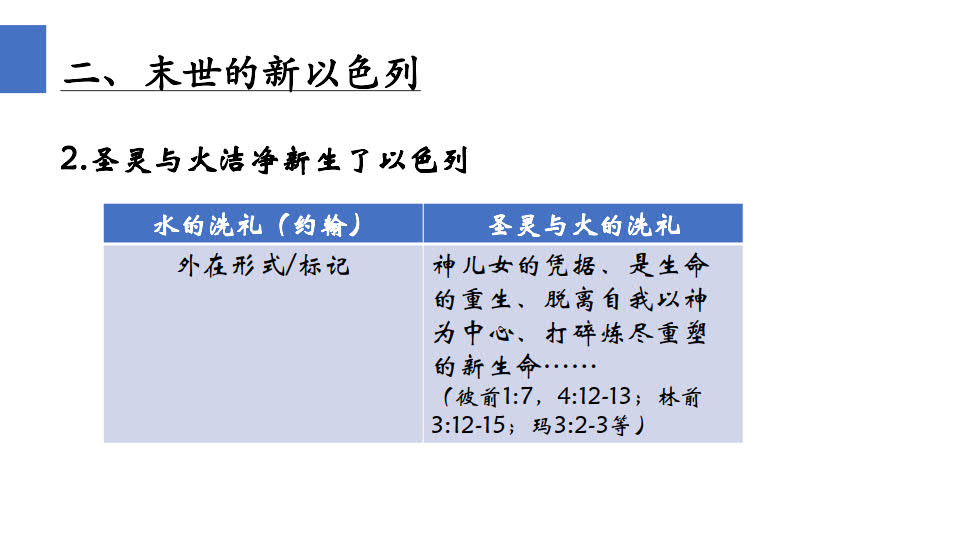 二、末世的新以色列
2.圣灵与火洁净新生了以色列
水的洗礼（约翰）
圣灵与火的洗礼
外在形式/标记
神儿女的凭据、是生命
的重生、脱离自我以神
为中心、打碎炼尽重塑
的新生命……
（彼前1:7，4:12-13；林前
3:12-15；玛3:2-3等）